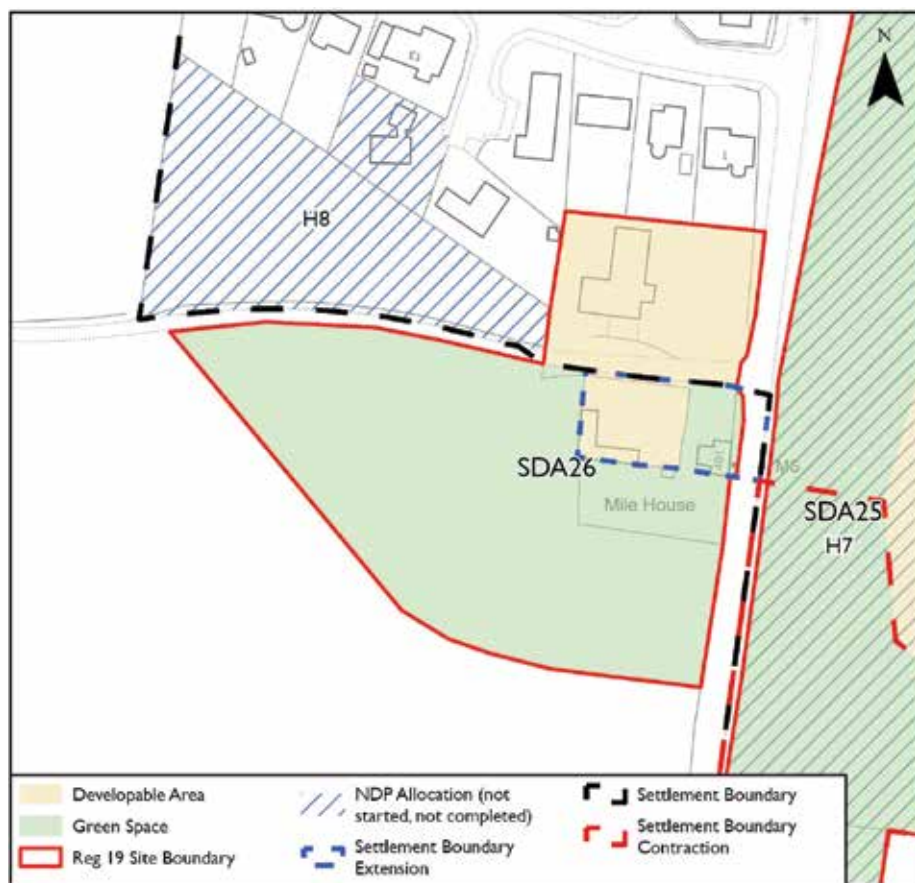 N
H8
SDA26
M6
SDA25
Mile House
H7
Developable Area
Green Space
Reg 19 Site Boundary
NDP Allocation (not
started, not completed)
Settlement Boundary
Extension
Settlement Boundary
Settlement Boundary
Contraction